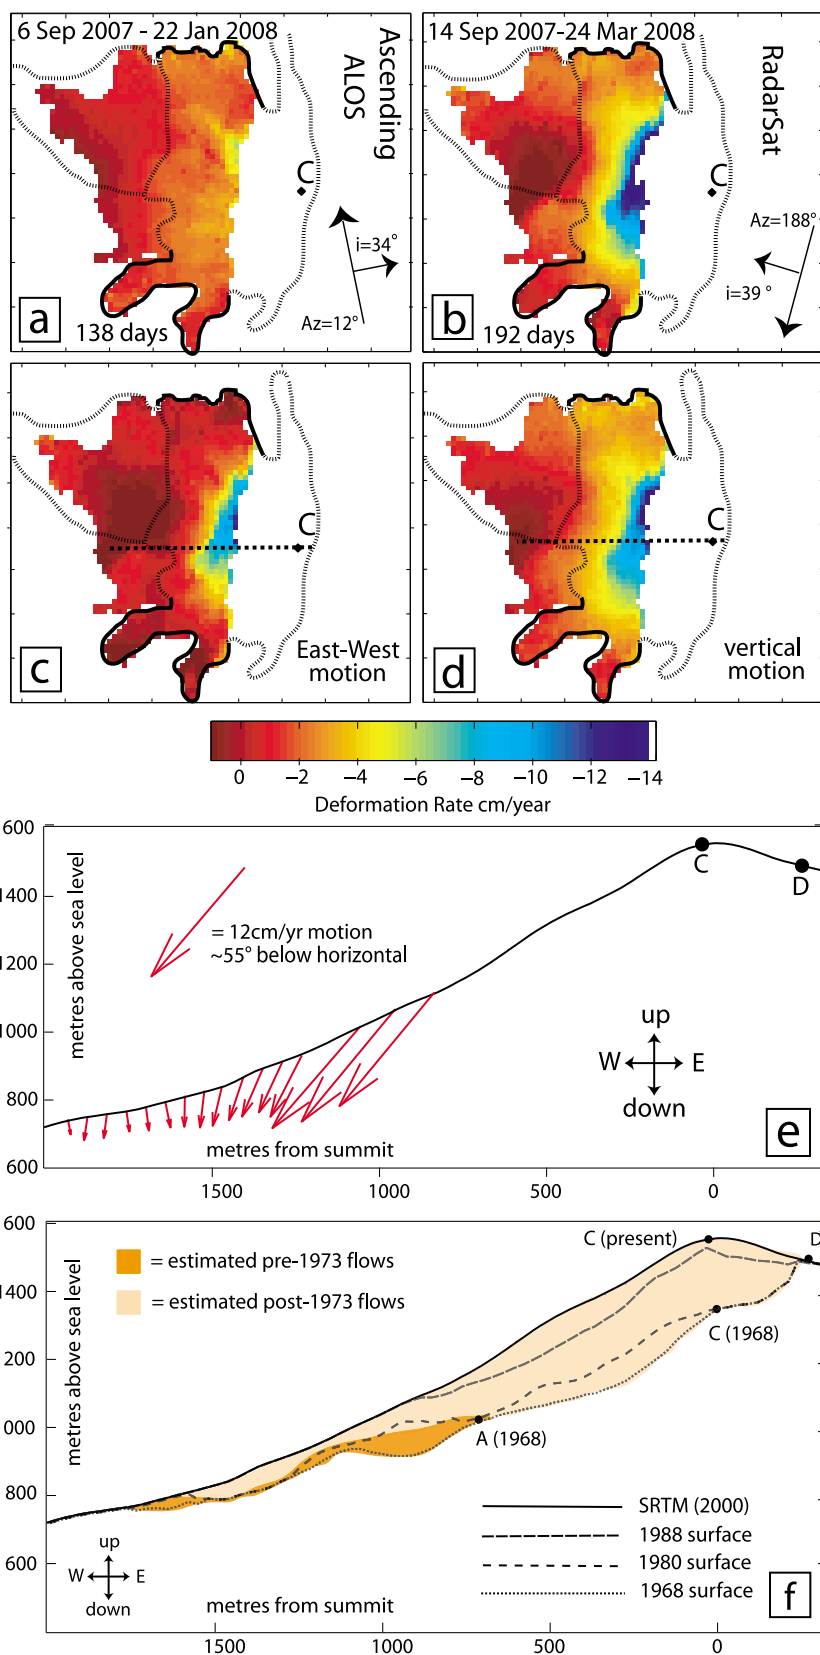 6 Sep 2007 - 22 Jan 2008
Ascending
ALOS
C
i=34°
Az=12°
138 days
a
14 Sep 2007-24 Mar 2008
RadarSat
C
Az=188°
i=39 °
192 days
b
C
East-West
motion
c
C
vertical
motion
d
0 −2 −4 −6 −8 −10 −12 −14
Deformation Rate cm/year
600
1400
1200
1000
800
600
metres above sea level
= 12cm/yr motion
~55° below horizontal
C
D
up
W E
down
e
metres from summit
1500 1000 500 0
600
1400
200
000
800
600
metres above sea level
= estimated pre-1973 flows
= estimated post-1973 flows
C (present)
D
C (1968)
A (1968)
SRTM (2000)
1988 surface
1980 surface
1968 surface
up
W E
down
f
metres from summit
1500 1000 500 0